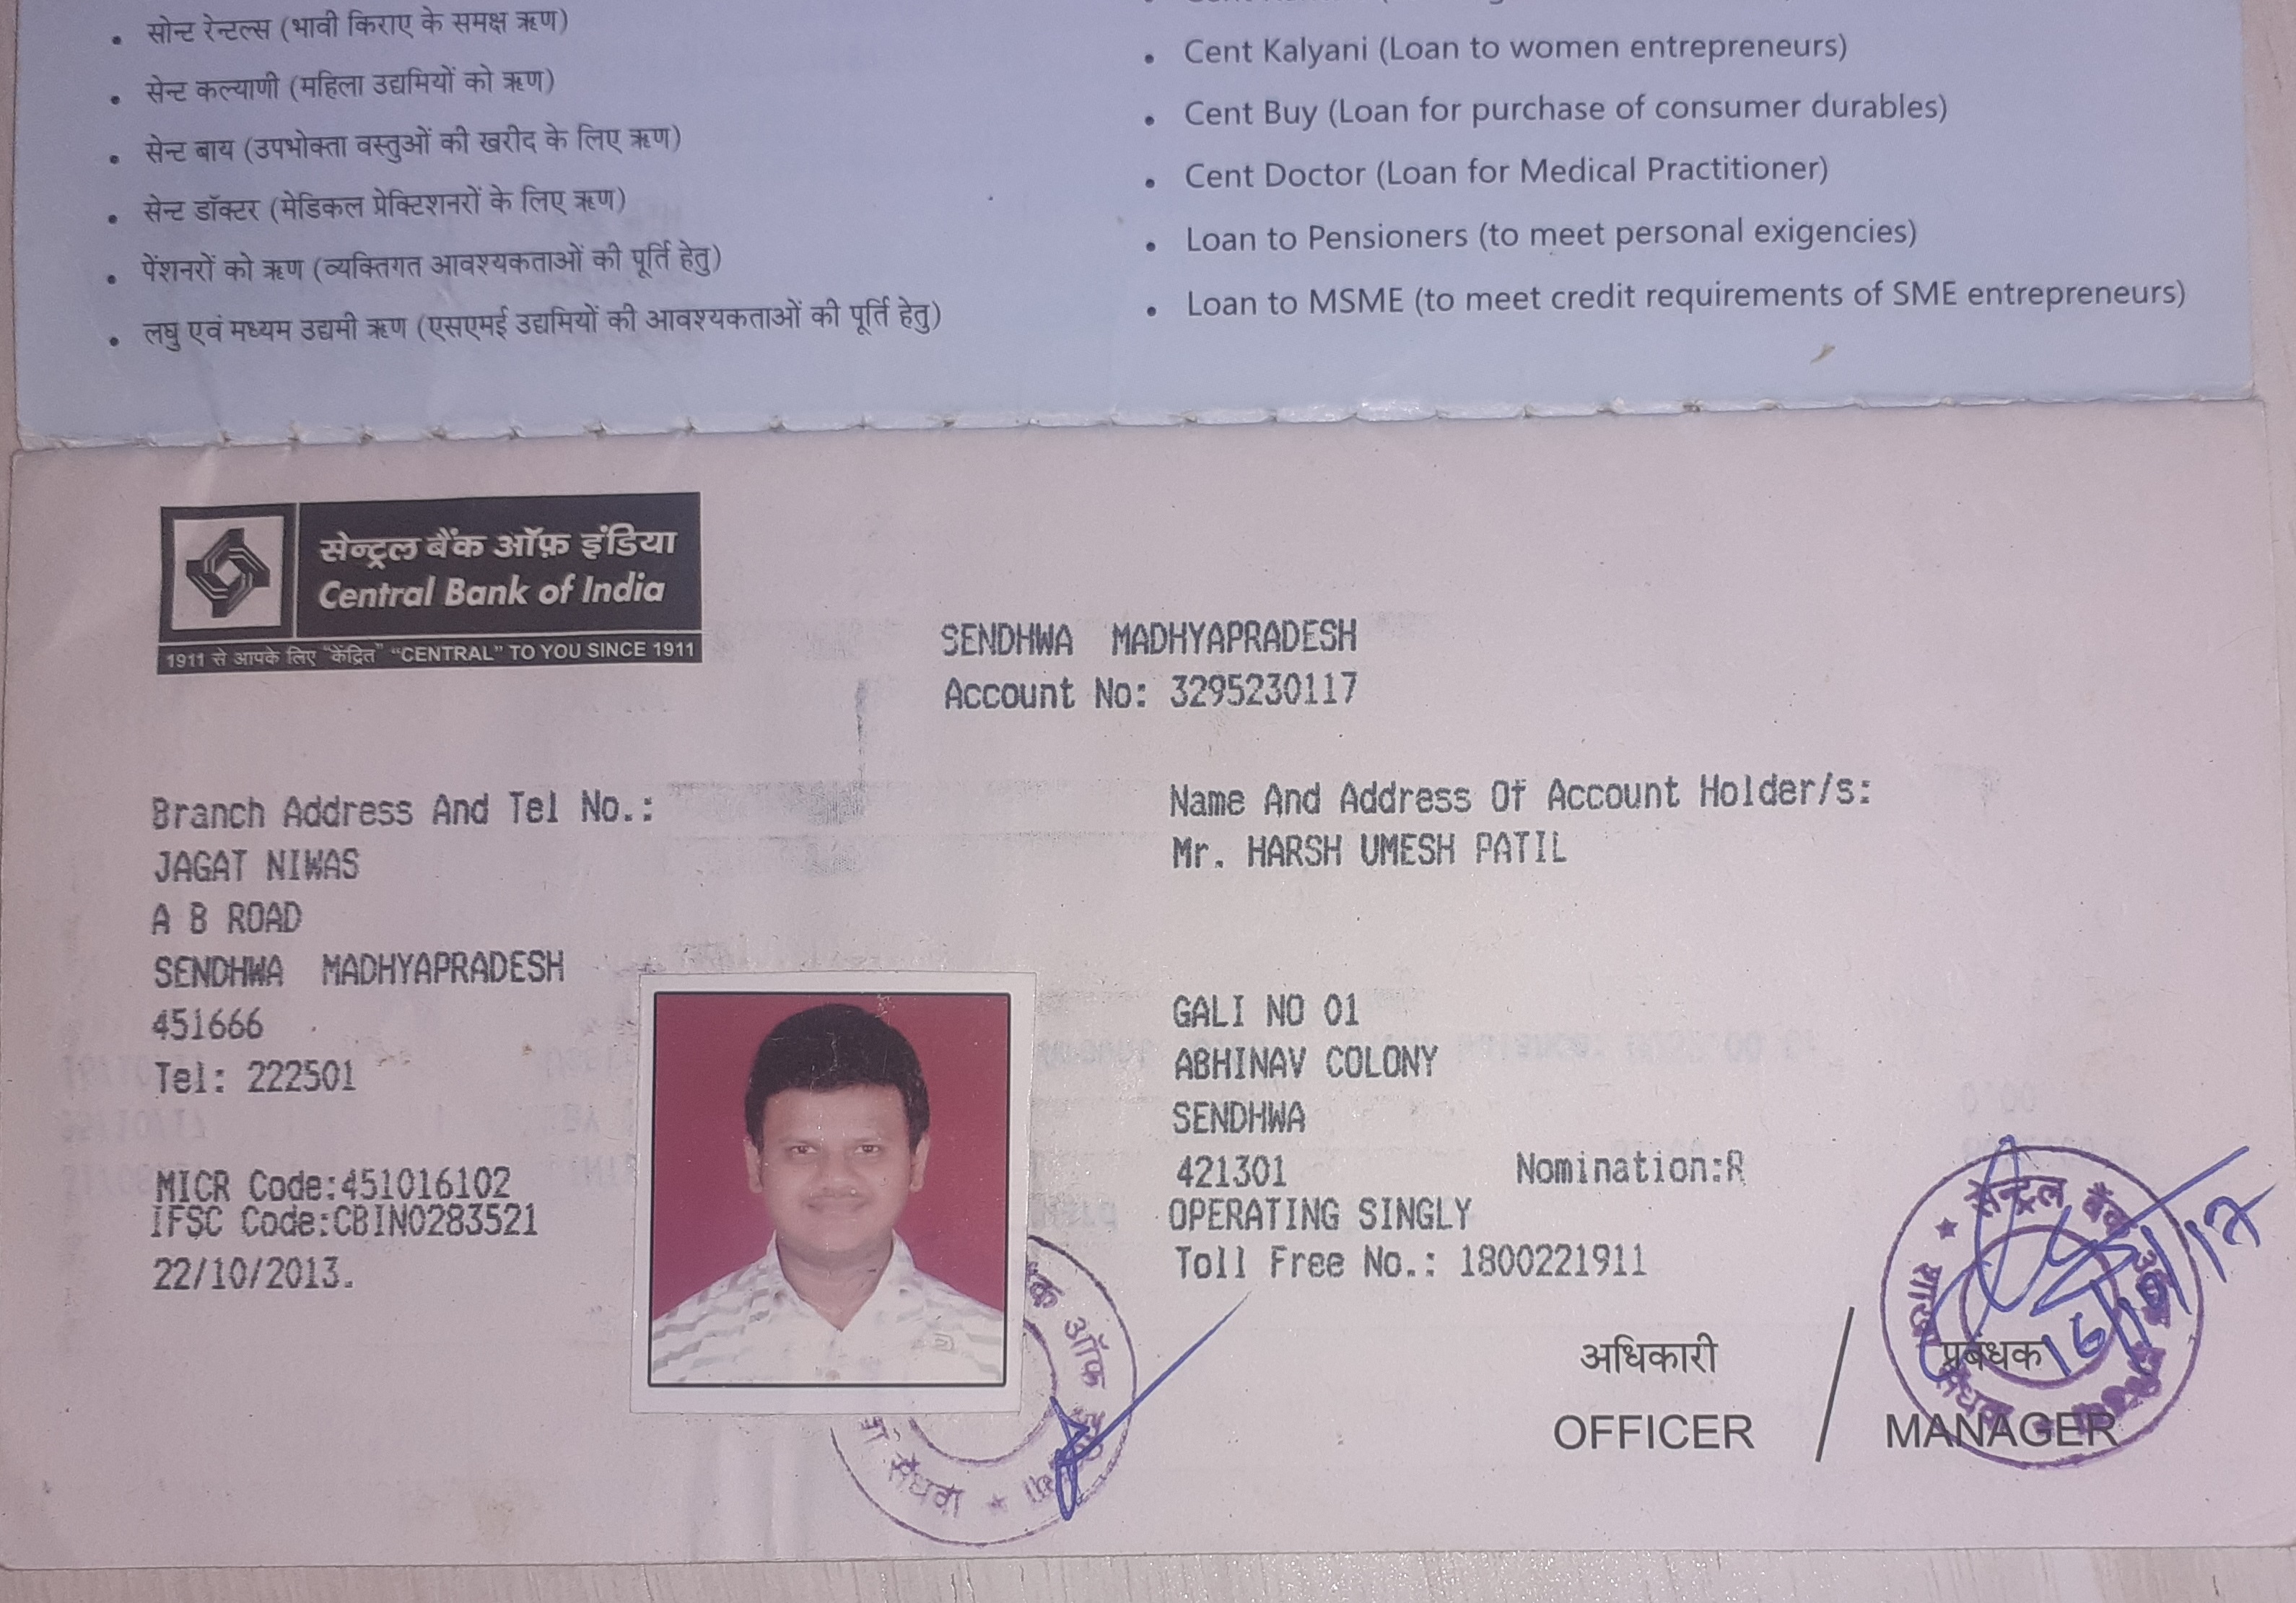 • सेन्ट रेन्टल्स (भावी किराए के समक्ष ऋण)
• सेन्ट कल्याणी (महिला उद्यमियों को ऋण)
• सेन्ट बाय (उपभोक्ता वस्तुओं की खरीद के लिए ऋण)
• सेन्ट डॉक्टर (मेडिकल प्रेक्टिशनरों के लिए ऋण)
• पेंशनरों को ऋण (व्यक्तिगत आवश्यकताओं की पूर्ति हेतु)
• लघु एवं मध्यम उद्यमी ऋण (एसएमई उद्यमियों की आवश्यकताओं की पूर्ति हेतु)
• Cent Kalyani (Loan to women entrepreneurs)
• Cent Buy (Loan for purchase of consumer durables)
• Cent Doctor (Loan for Medical Practitioner)
• Loan to Pensioners (to meet personal exigencies)
• Loan to MSME (to meet credit requirements of SME entrepreneurs)
सेन्ट्रल बैंक ऑफ़ इंडिया
Central Bank of India
1911 से आपके लिए "केंद्रित" "CENTRAL" TO YOU SINCE 1911
SENDHWA MADHYAPRADESH
Account No: 3295230117
Branch Address And Tel No.:
JAGAT NIWAS
A B ROAD
SENDHWA MADHYAPRADESH
451666
Tel: 222501
MICR Code:451016102
IFSC Code:CBIN0283521
22/10/2013.
Name And Address Of Account Holder/s:
Mr. HARSH UMESH PATIL
GALI NO 01
ABHINAV COLONY
SENDHWA
421301 Nomination:R
OPERATING SINGLY
Toll Free No.: 1800221911
अधिकारी / प्रबंधक
OFFICER / MANAGER
सेन्ट्रल बैंक
सेंधवा
ऑफ
सेंधवा